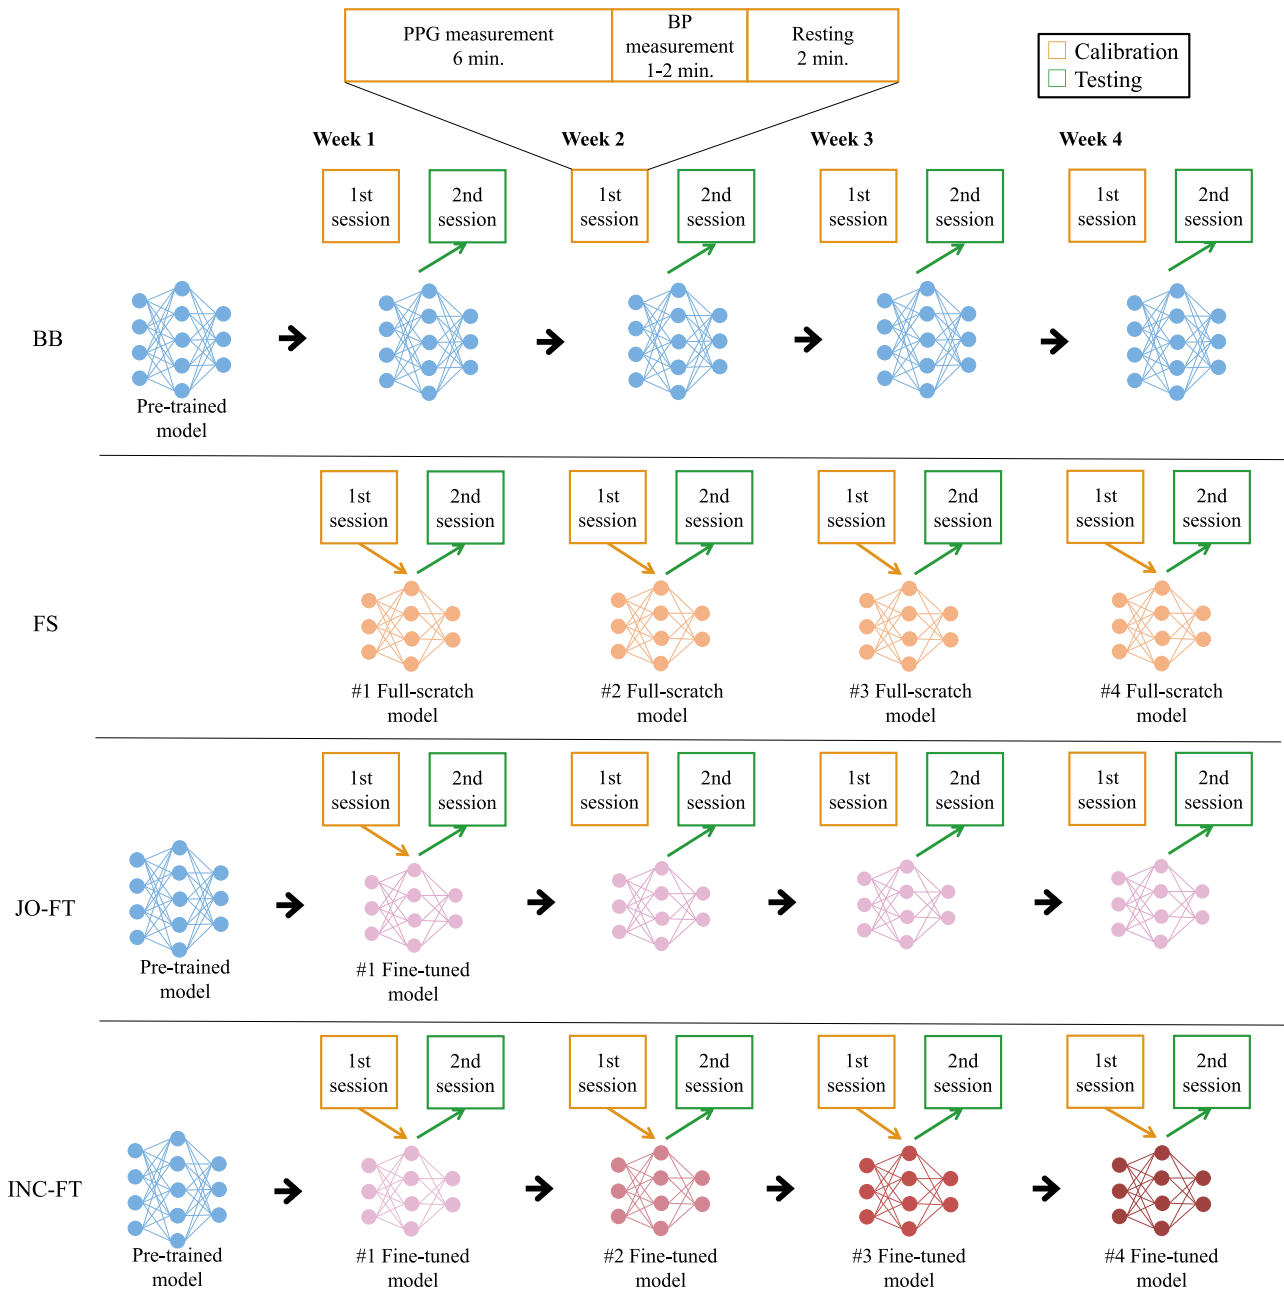 PPG measurement
6 min.
BP
measurement
1-2 min.
Resting
2 min.
Calibration
Testing
Week 1
Week 2
Week 3
Week 4
1st
session
2nd
session
1st
session
2nd
session
1st
session
2nd
session
1st
session
2nd
session
BB
Pre-trained
model
1st
session
2nd
session
1st
session
2nd
session
1st
session
2nd
session
1st
session
2nd
session
FS
#1 Full-scratch
model
#2 Full-scratch
model
#3 Full-scratch
model
#4 Full-scratch
model
1st
session
2nd
session
1st
session
2nd
session
1st
session
2nd
session
1st
session
2nd
session
JO-FT
Pre-trained
model
#1 Fine-tuned
model
1st
session
2nd
session
1st
session
2nd
session
1st
session
2nd
session
1st
session
2nd
session
INC-FT
Pre-trained
model
#1 Fine-tuned
model
#2 Fine-tuned
model
#3 Fine-tuned
model
#4 Fine-tuned
model